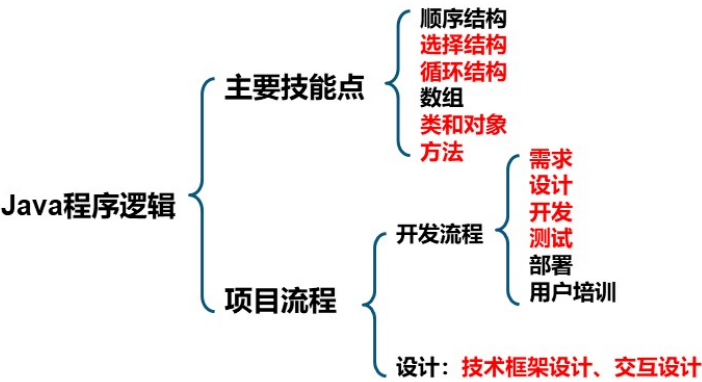 Java程序逻辑
主要技能点
顺序结构
选择结构
循环结构
数组
类和对象
方法
项目流程
开发流程
需求
设计
开发
测试
部署
用户培训
设计：技术框架设计、交互设计